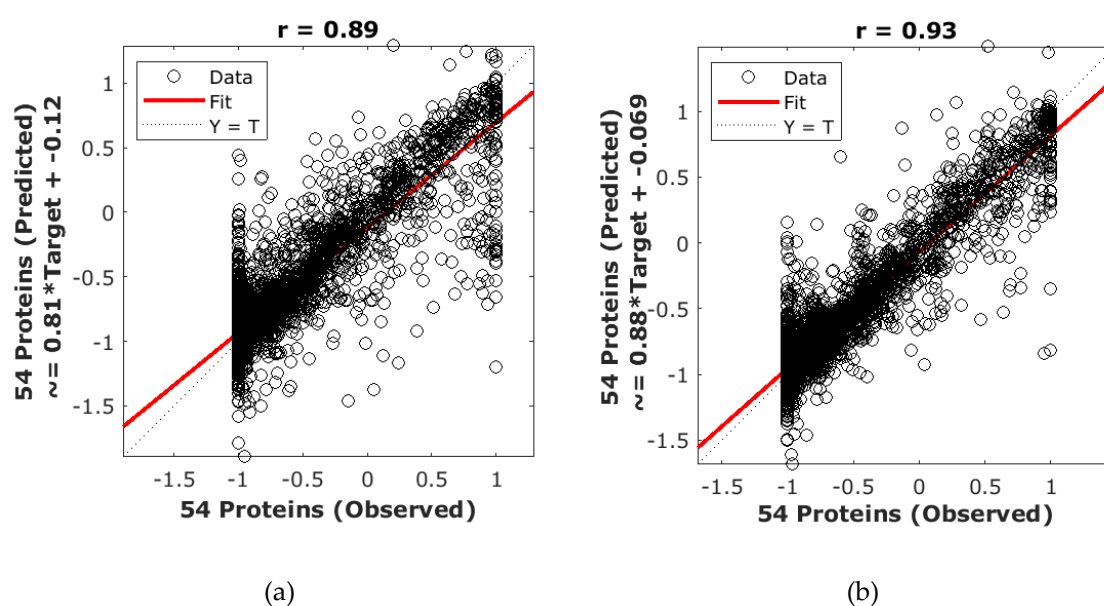 r = 0.89
54 Proteins (Predicted)
~= 0.81*Target + -0.12
1
0.5
0
-0.5
-1
-1.5
Data
Fit
Y = T
-1.5 -1 -0.5 0 0.5 1
54 Proteins (Observed)
(a)
r = 0.93
54 Proteins (Predicted)
~= 0.88*Target + -0.069
1
0.5
0
-0.5
-1
-1.5
Data
Fit
Y = T
-1.5 -1 -0.5 0 0.5 1
54 Proteins (Observed)
(b)